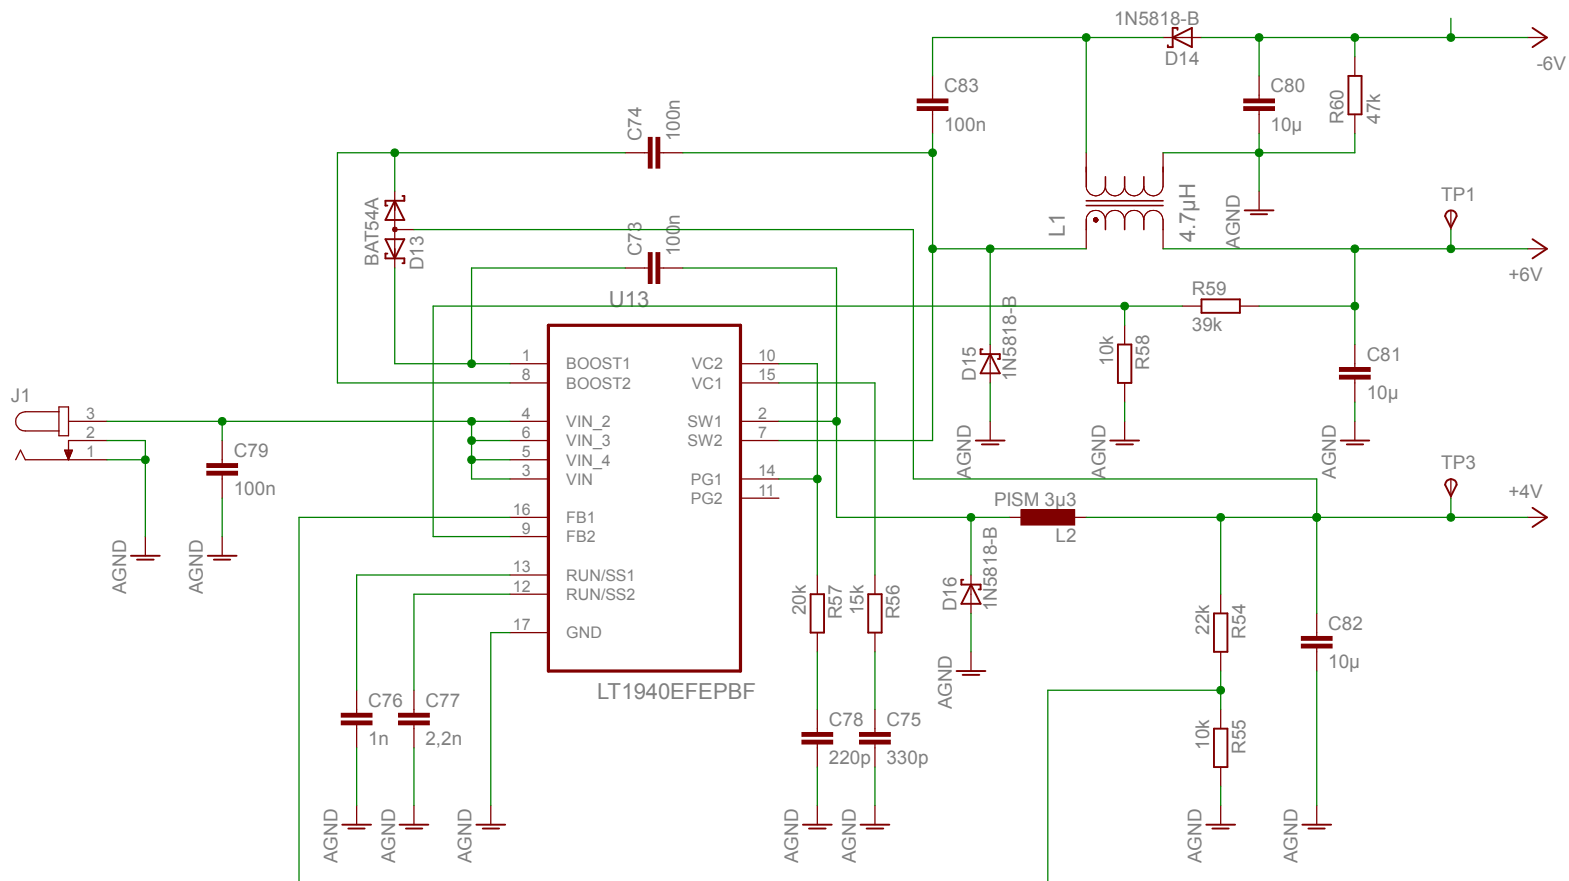 1N5818-B
D14
-6V
C83
100n
C80
10µ
R60
47k
C74
100n
L1
4.7µH
AGND
TP1
+6V
BAT54A
D13
C73
100n
U13
R59
39k
D15
1N5818-B
10k
R58
C81
10µ
AGND
AGND
AGND
J1
3
2
1
C79
100n
AGND
AGND
1 BOOST1
8 BOOST2
4 VIN_2
6 VIN_3
5 VIN_4
3 VIN
16 FB1
9 FB2
13 RUN/SS1
12 RUN/SS2
17 GND
VC2 10
VC1 15
SW1 2
SW2 7
PG1 14
PG2 11
LT1940EFEPBF
TP3
+4V
PISM 3µ3
L2
D16
1N5818-B
AGND
20k
R57
15k
R56
22k
R54
C82
10µ
10k
R55
C76
1n
C77
2,2n
C78
220p
C75
330p
AGND
AGND
AGND
AGND
AGND
AGND
AGND